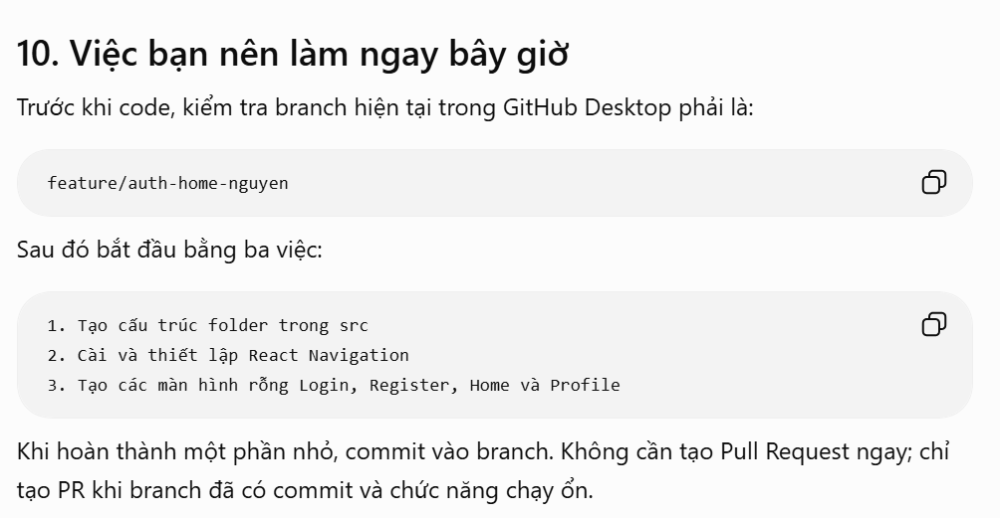 10. Việc bạn nên làm ngay bây giờ
Trước khi code, kiểm tra branch hiện tại trong GitHub Desktop phải là:
feature/auth-home-nguyen
Sau đó bắt đầu bằng ba việc:
1. Tạo cấu trúc folder trong src
2. Cài và thiết lập React Navigation
3. Tạo các màn hình rỗng Login, Register, Home và Profile
Khi hoàn thành một phần nhỏ, commit vào branch. Không cần tạo Pull Request ngay; chỉ
tạo PR khi branch đã có commit và chức năng chạy ổn.